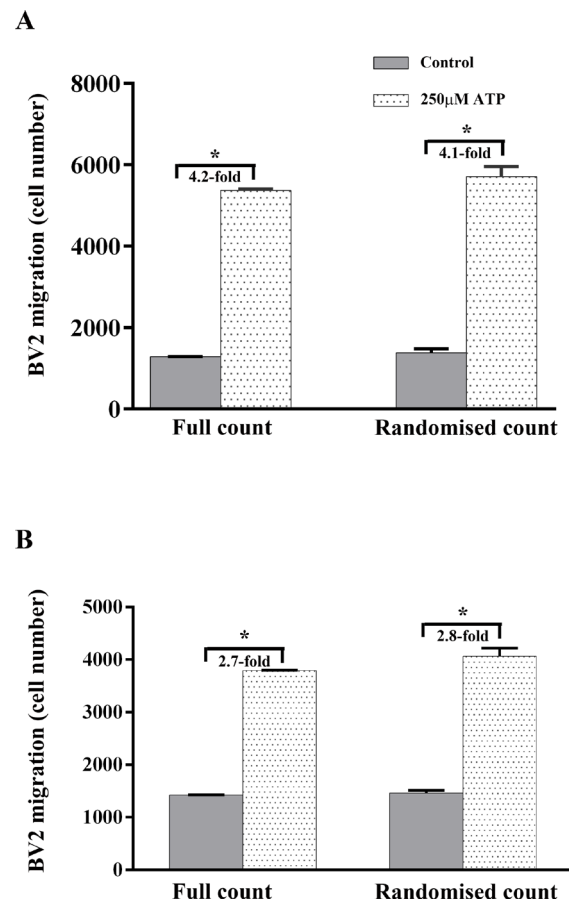 A
Control
250µM ATP
8000
6000
4000
2000
0
BV2 migration (cell number)
*
4.2-fold
*
4.1-fold
Full count
Randomised count
B
5000
4000
3000
2000
1000
0
BV2 migration (cell number)
*
2.7-fold
*
2.8-fold
Full count
Randomised count